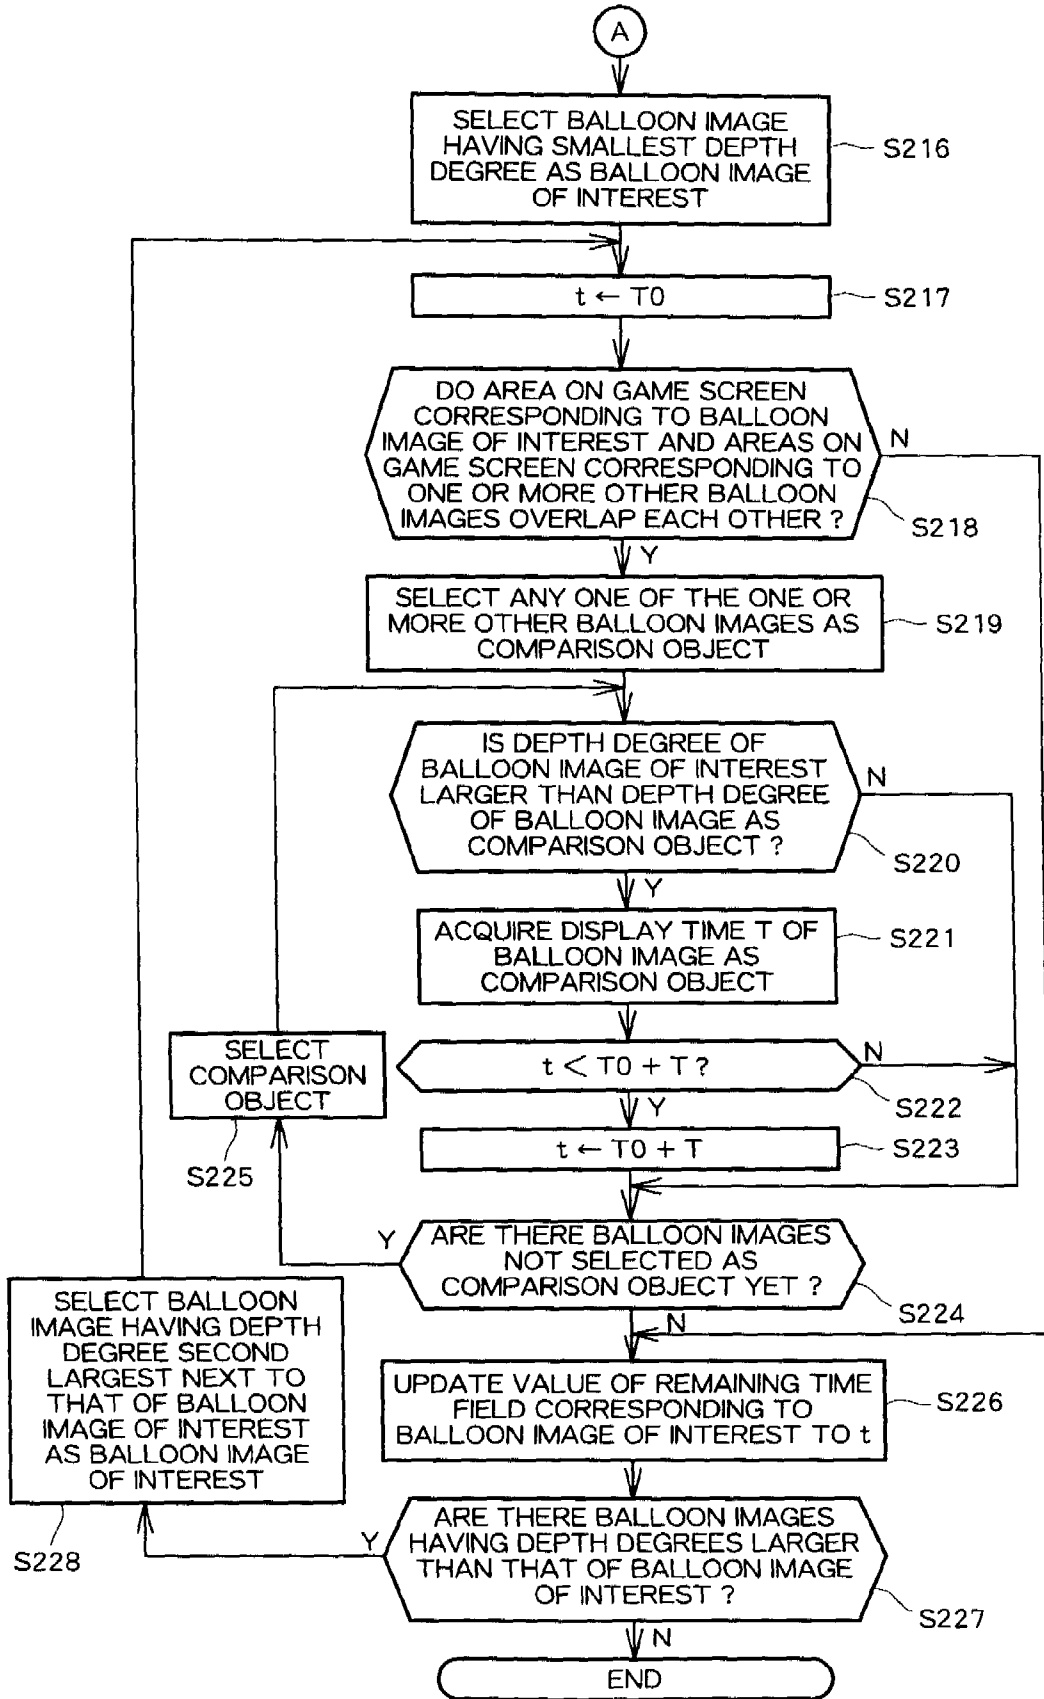 A
SELECT BALLOON IMAGE
HAVING SMALLEST DEPTH
DEGREE AS BALLOON IMAGE
OF INTEREST
S216
t ← T0
S217
DO AREA ON GAME SCREEN
CORRESPONDING TO BALLOON
IMAGE OF INTEREST AND AREAS ON
GAME SCREEN CORRESPONDING TO
ONE OR MORE OTHER BALLOON
IMAGES OVERLAP EACH OTHER ?
N
S218
Y
SELECT ANY ONE OF THE ONE OR
MORE OTHER BALLOON IMAGES AS
COMPARISON OBJECT
S219
IS DEPTH DEGREE OF
BALLOON IMAGE OF INTEREST
LARGER THAN DEPTH DEGREE
OF BALLOON IMAGE AS
COMPARISON OBJECT ?
N
S220
Y
ACQUIRE DISPLAY TIME T OF
BALLOON IMAGE AS
COMPARISON OBJECT
S221
SELECT
COMPARISON
OBJECT
S225
t < T0 + T ?
N
S222
Y
t ← T0 + T
S223
ARE THERE BALLOON IMAGES
NOT SELECTED AS
COMPARISON OBJECT YET ?
Y
S224
N
SELECT BALLOON
IMAGE HAVING DEPTH
DEGREE SECOND
LARGEST NEXT TO
THAT OF BALLOON
IMAGE OF INTEREST
AS BALLOON IMAGE
OF INTEREST
S228
UPDATE VALUE OF REMAINING TIME
FIELD CORRESPONDING TO
BALLOON IMAGE OF INTEREST TO t
S226
ARE THERE BALLOON IMAGES
HAVING DEPTH DEGREES LARGER
THAN THAT OF BALLOON IMAGE
OF INTEREST ?
Y
S227
N
END